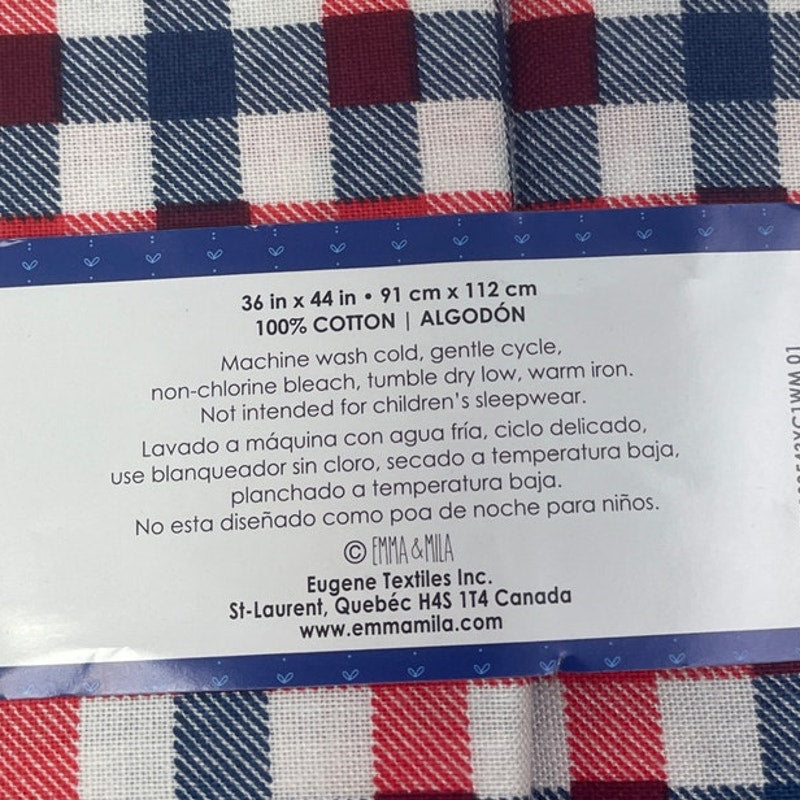 36 in x 44 in • 91 cm x 112 cm
100% COTTON | ALGODÓN
Machine wash cold, gentle cycle,
non-chlorine bleach, tumble dry low, warm iron.
Not intended for children's sleepwear.
Lavado a máquina con agua fría, ciclo delicado,
use blanqueador sin cloro, secado a temperatura baja,
planchado a temperatura baja.
No esta diseñado como poa de noche para niños.
© EMMA & MILA
Eugene Textiles Inc.
St-Laurent, Quebéc H4S 1T4 Canada
www.emmamila.com